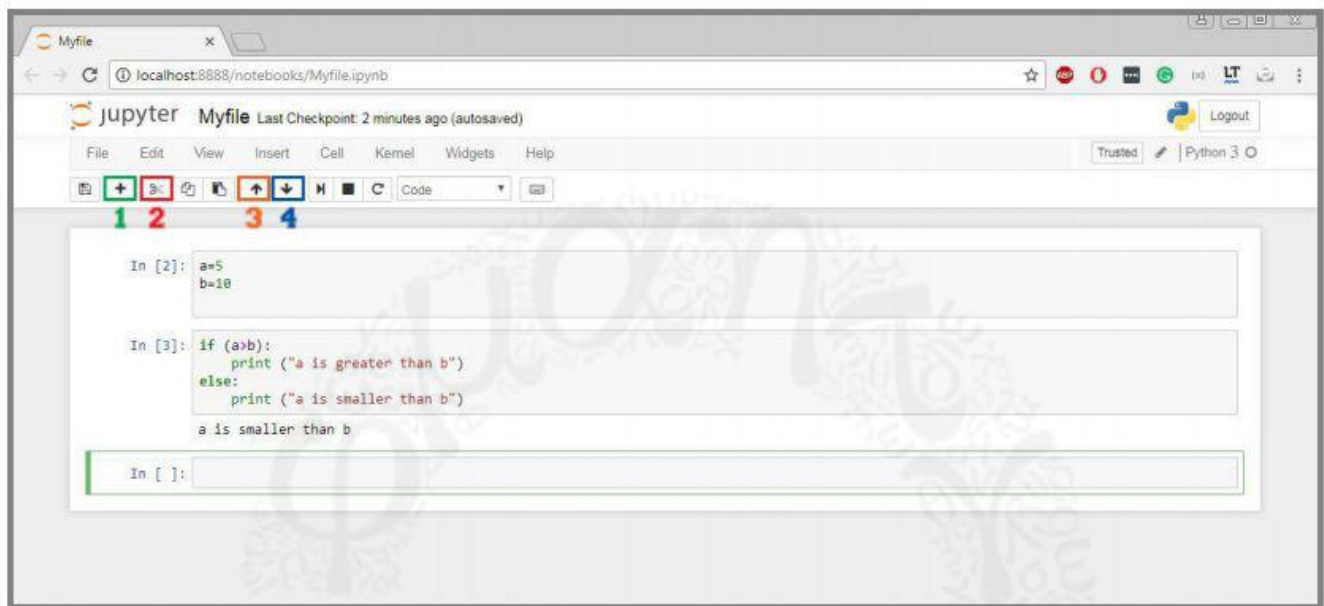 Myfile
localhost:8888/notebooks/Myfile.ipynb
ABP LT
jupyter Myfile Last Checkpoint: 2 minutes ago (autosaved) Logout
File Edit View Insert Cell Kernel Widgets Help Trusted Python 3
Code
1 2 3 4
In [2]: a=5
b=10
In [3]: if (a>b):
print ("a is greater than b")
else:
print ("a is smaller than b")
a is smaller than b
In [ ]: